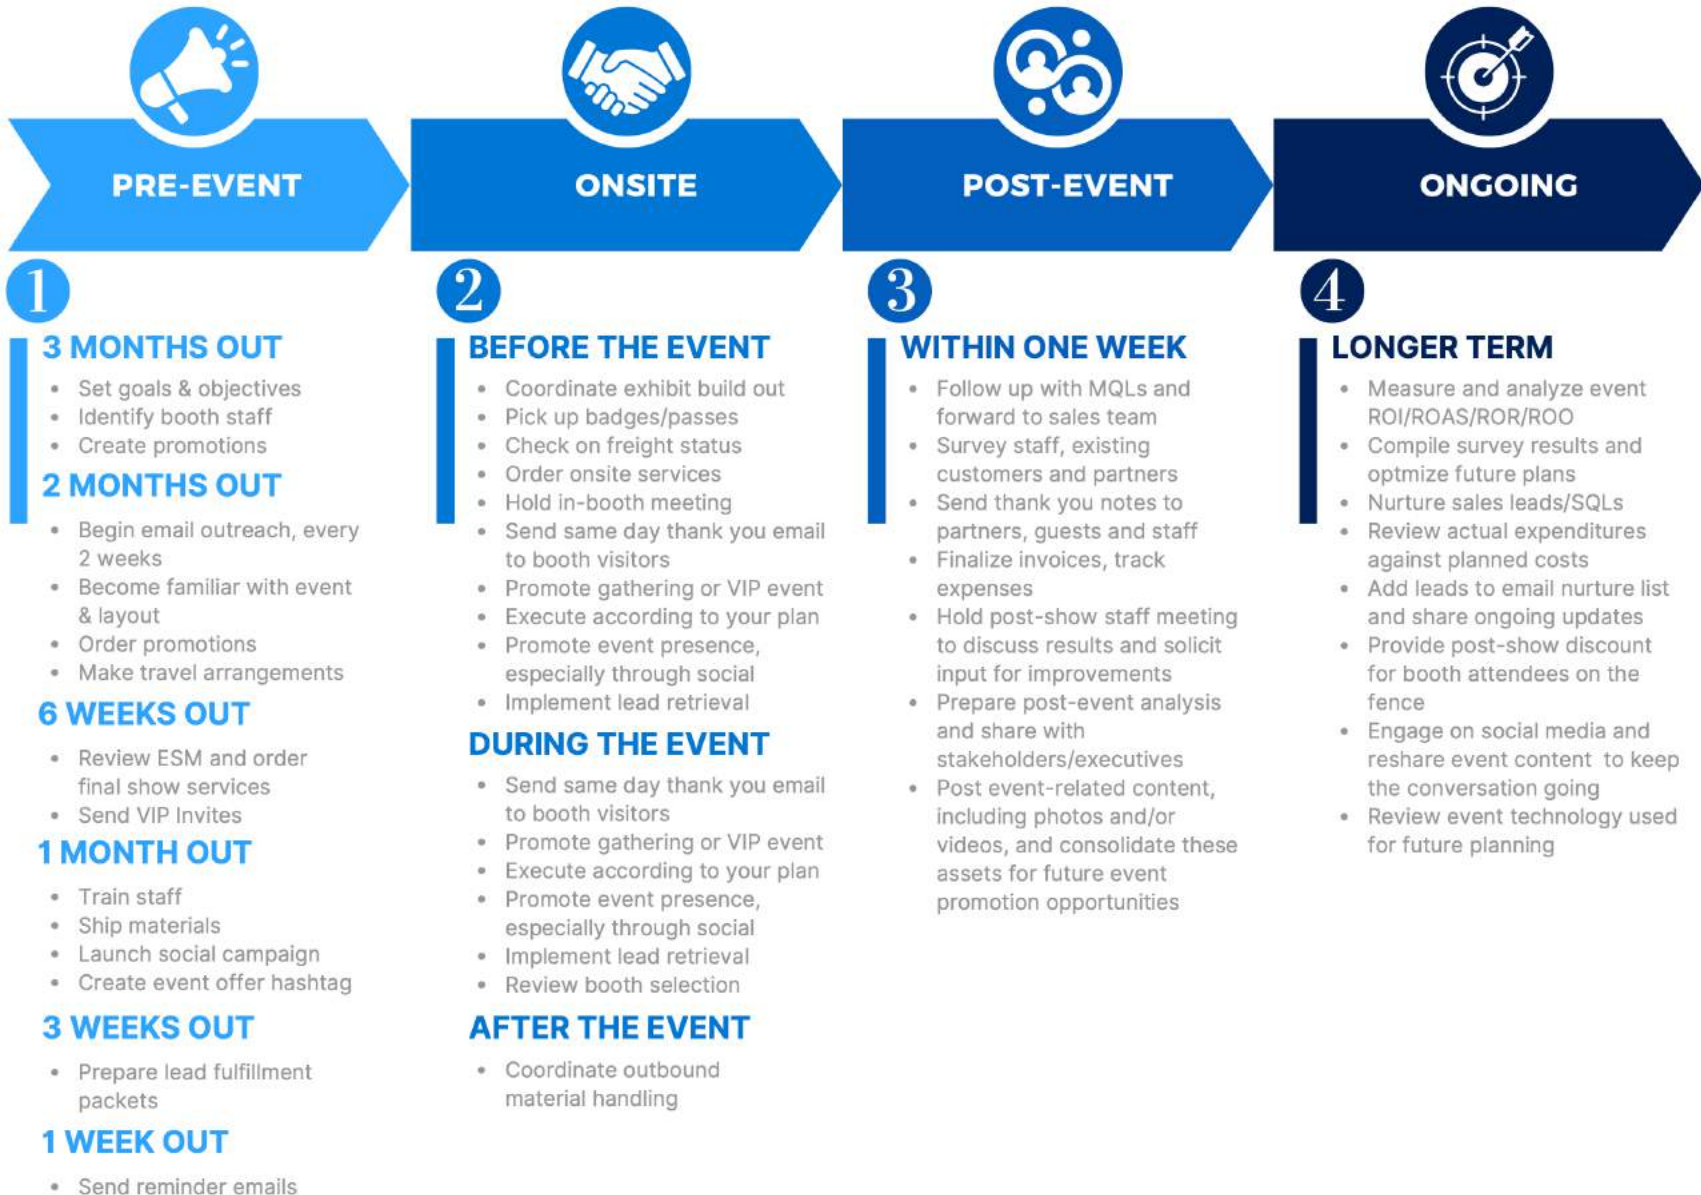 PRE-EVENT
ONSITE
POST-EVENT
ONGOING
1
3 MONTHS OUT
• Set goals & objectives
• Identify booth staff
• Create promotions
2 MONTHS OUT
• Begin email outreach, every
2 weeks
• Become familiar with event
& layout
• Order promotions
• Make travel arrangements
6 WEEKS OUT
• Review ESM and order
final show services
• Send VIP Invites
1 MONTH OUT
• Train staff
• Ship materials
• Launch social campaign
• Create event offer hashtag
3 WEEKS OUT
• Prepare lead fulfillment
packets
1 WEEK OUT
• Send reminder emails
2
BEFORE THE EVENT
• Coordinate exhibit build out
• Pick up badges/passes
• Check on freight status
• Order onsite services
• Hold in-booth meeting
• Send same day thank you email
to booth visitors
• Promote gathering or VIP event
• Execute according to your plan
• Promote event presence,
especially through social
• Implement lead retrieval
DURING THE EVENT
• Send same day thank you email
to booth visitors
• Promote gathering or VIP event
• Execute according to your plan
• Promote event presence,
especially through social
• Implement lead retrieval
• Review booth selection
AFTER THE EVENT
• Coordinate outbound
material handling
3
WITHIN ONE WEEK
• Follow up with MQLs and
forward to sales team
• Survey staff, existing
customers and partners
• Send thank you notes to
partners, guests and staff
• Finalize invoices, track
expenses
• Hold post-show staff meeting
to discuss results and solicit
input for improvements
• Prepare post-event analysis
and share with
stakeholders/executives
• Post event-related content,
including photos and/or
videos, and consolidate these
assets for future event
promotion opportunities
4
LONGER TERM
• Measure and analyze event
ROI/ROAS/ROR/ROO
• Compile survey results and
optmize future plans
• Nurture sales leads/SQLs
• Review actual expenditures
against planned costs
• Add leads to email nurture list
and share ongoing updates
• Provide post-show discount
for booth attendees on the
fence
• Engage on social media and
reshare event content to keep
the conversation going
• Review event technology used
for future planning